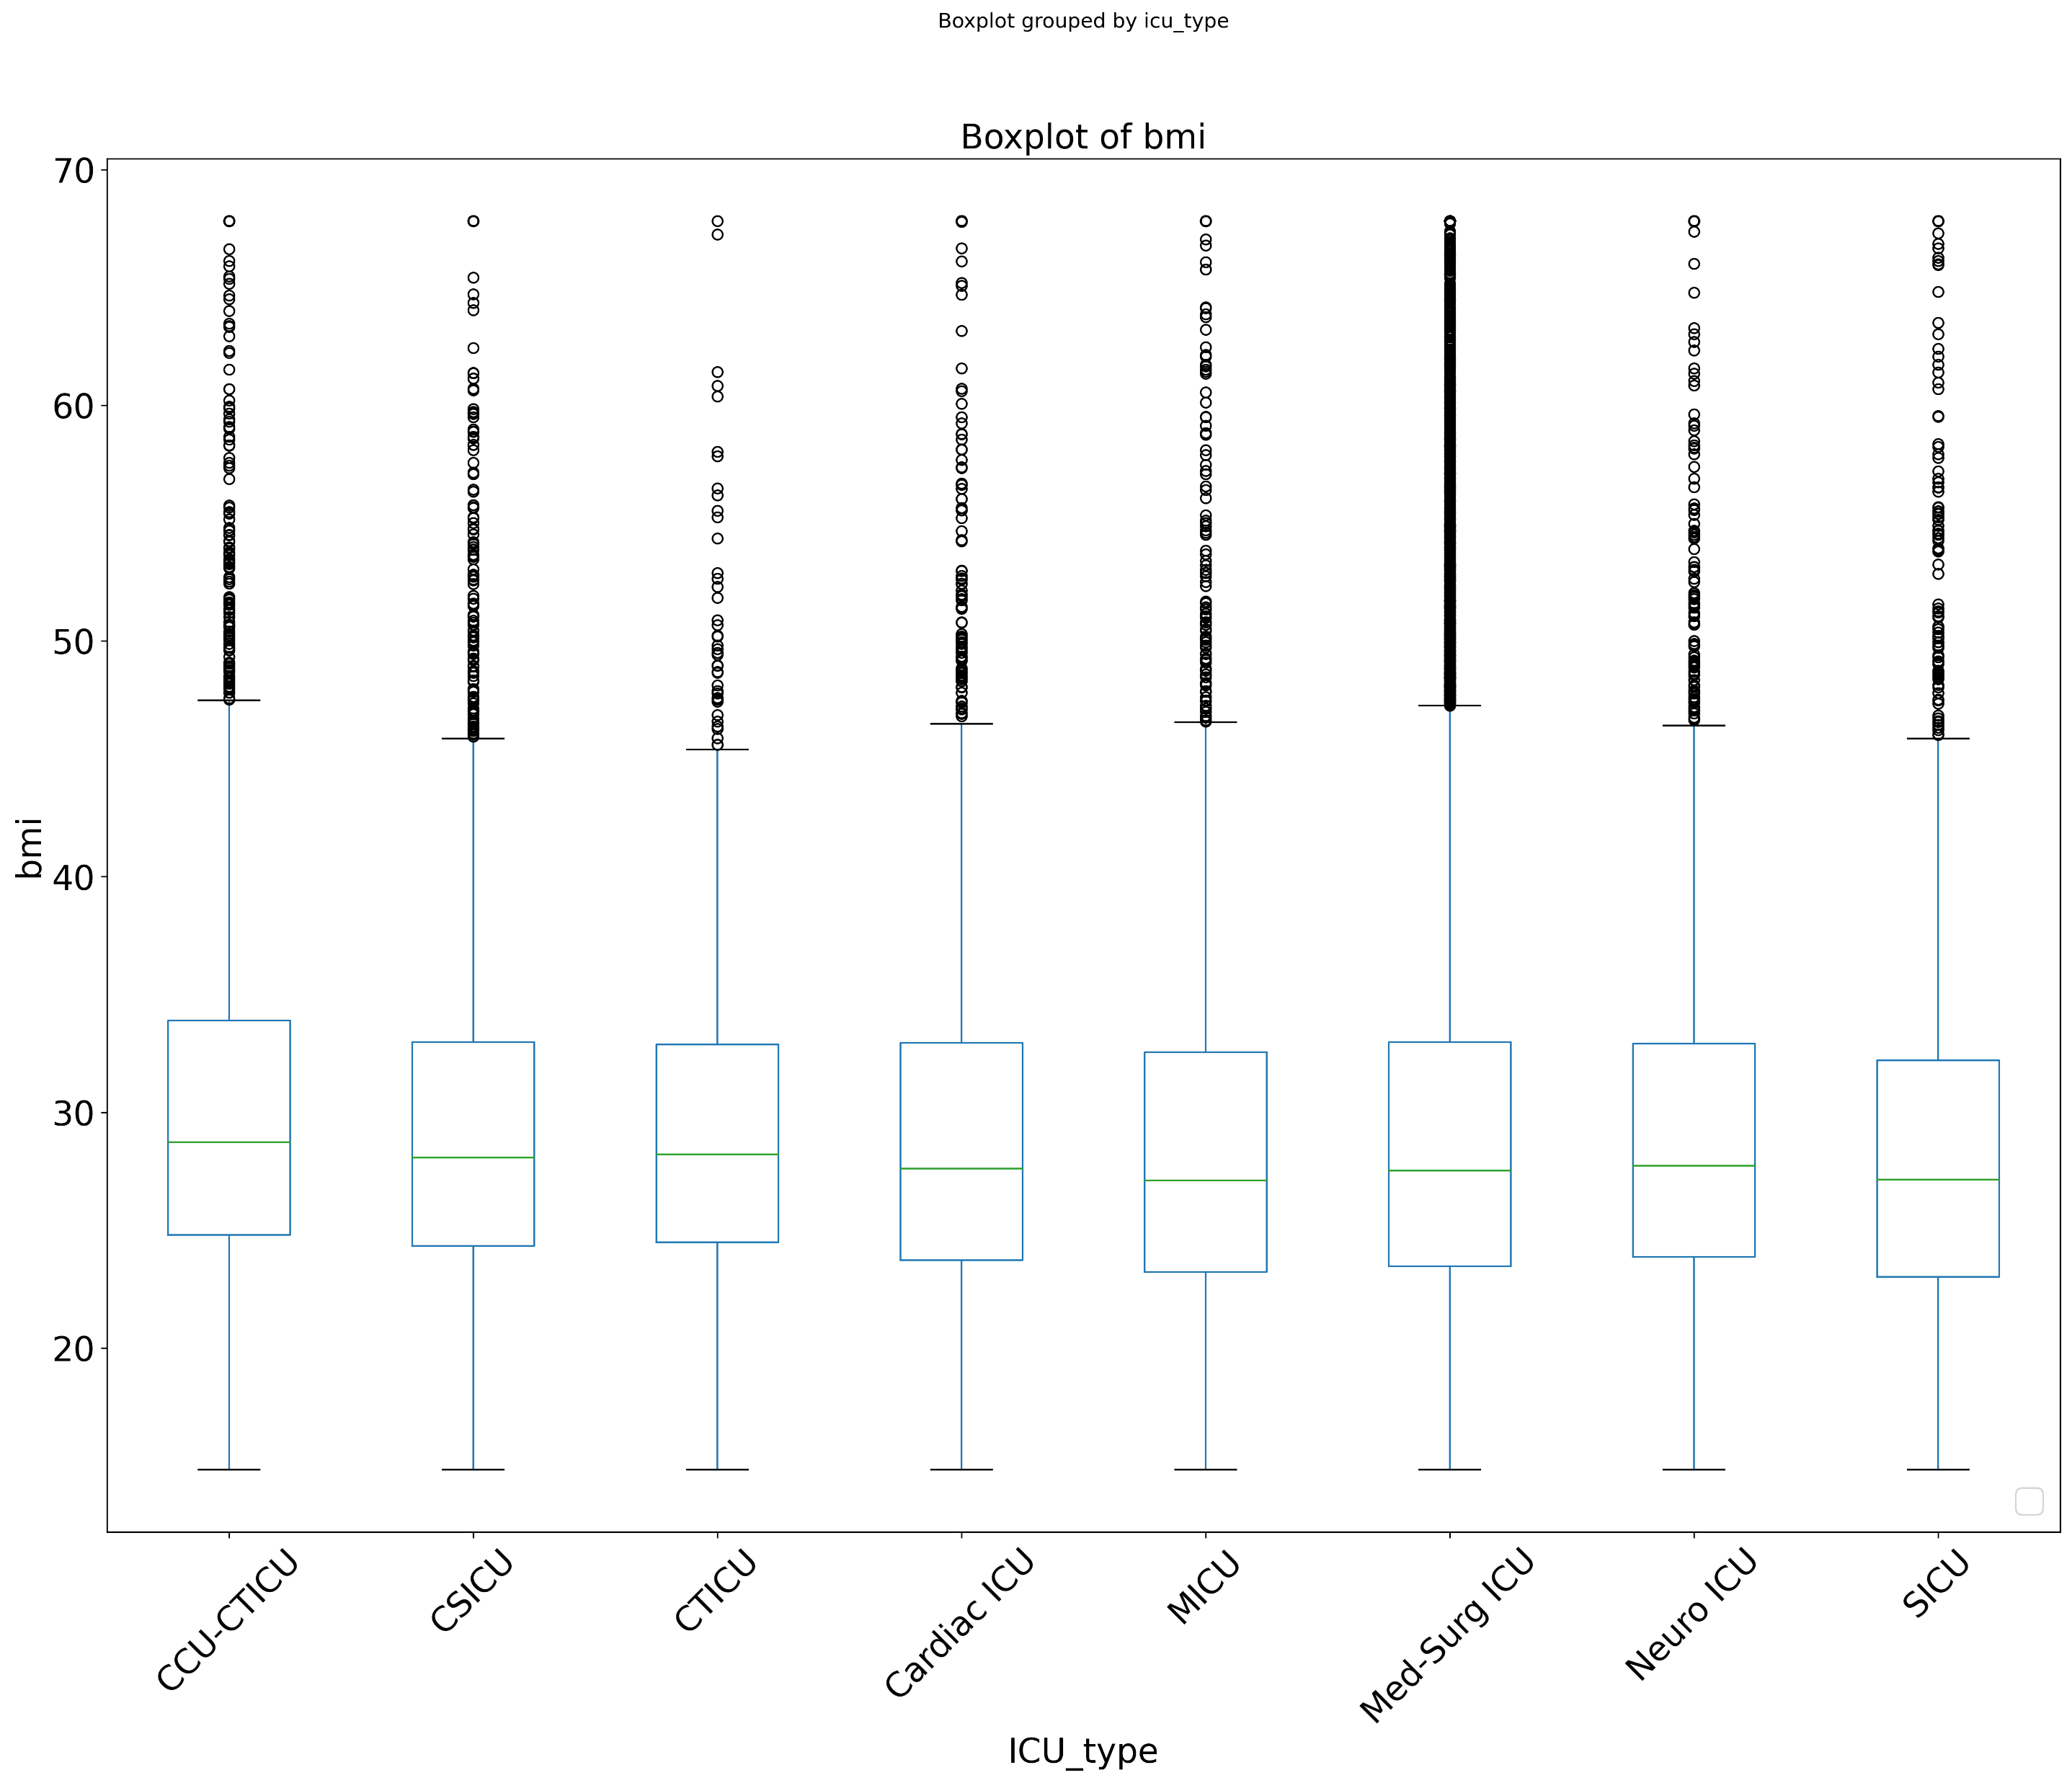 Boxplot grouped by icu_type
Boxplot of bmi
70
60
50
40
30
20
bmi
CCU-CTICU
CSICU
CTICU
Cardiac ICU
MICU
Med-Surg ICU
Neuro ICU
SICU
ICU_type